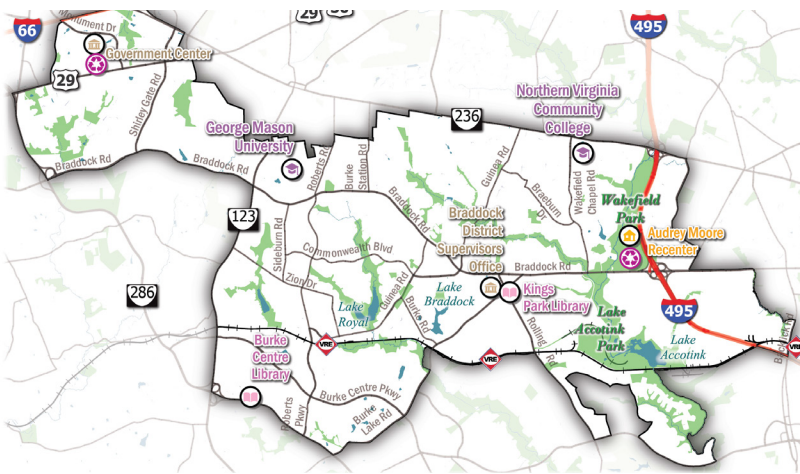 Monument Dr
66
29
495
Government Center
29
Shirley Gate Rd
Northern Virginia
Community
College
236
George Mason
University
Braddock Rd
Braddock Rd
Roberts Rd
Burke
Station Rd
Guinea Rd
Braeburn
Dr
Wakefield
Chapel Rd
Braddock Rd
Wakefield
Park
123
Sideburn Rd
Braddock
District
Supervisors
Office
Audrey Moore
Recenter
Commonwealth Blvd
Braddock Rd
Zion Dr
Guinea Rd
286
Lake
Royal
Lake
Braddock
Kings
Park Library
Burke Rd
Rolling Rd
495
Lake
Accotink
Park
Lake
Accotink
VRE
VRE
VRE
Burke
Centre
Library
Burke Centre Pkwy
Roberts
Pkwy
Burke
Lake Rd